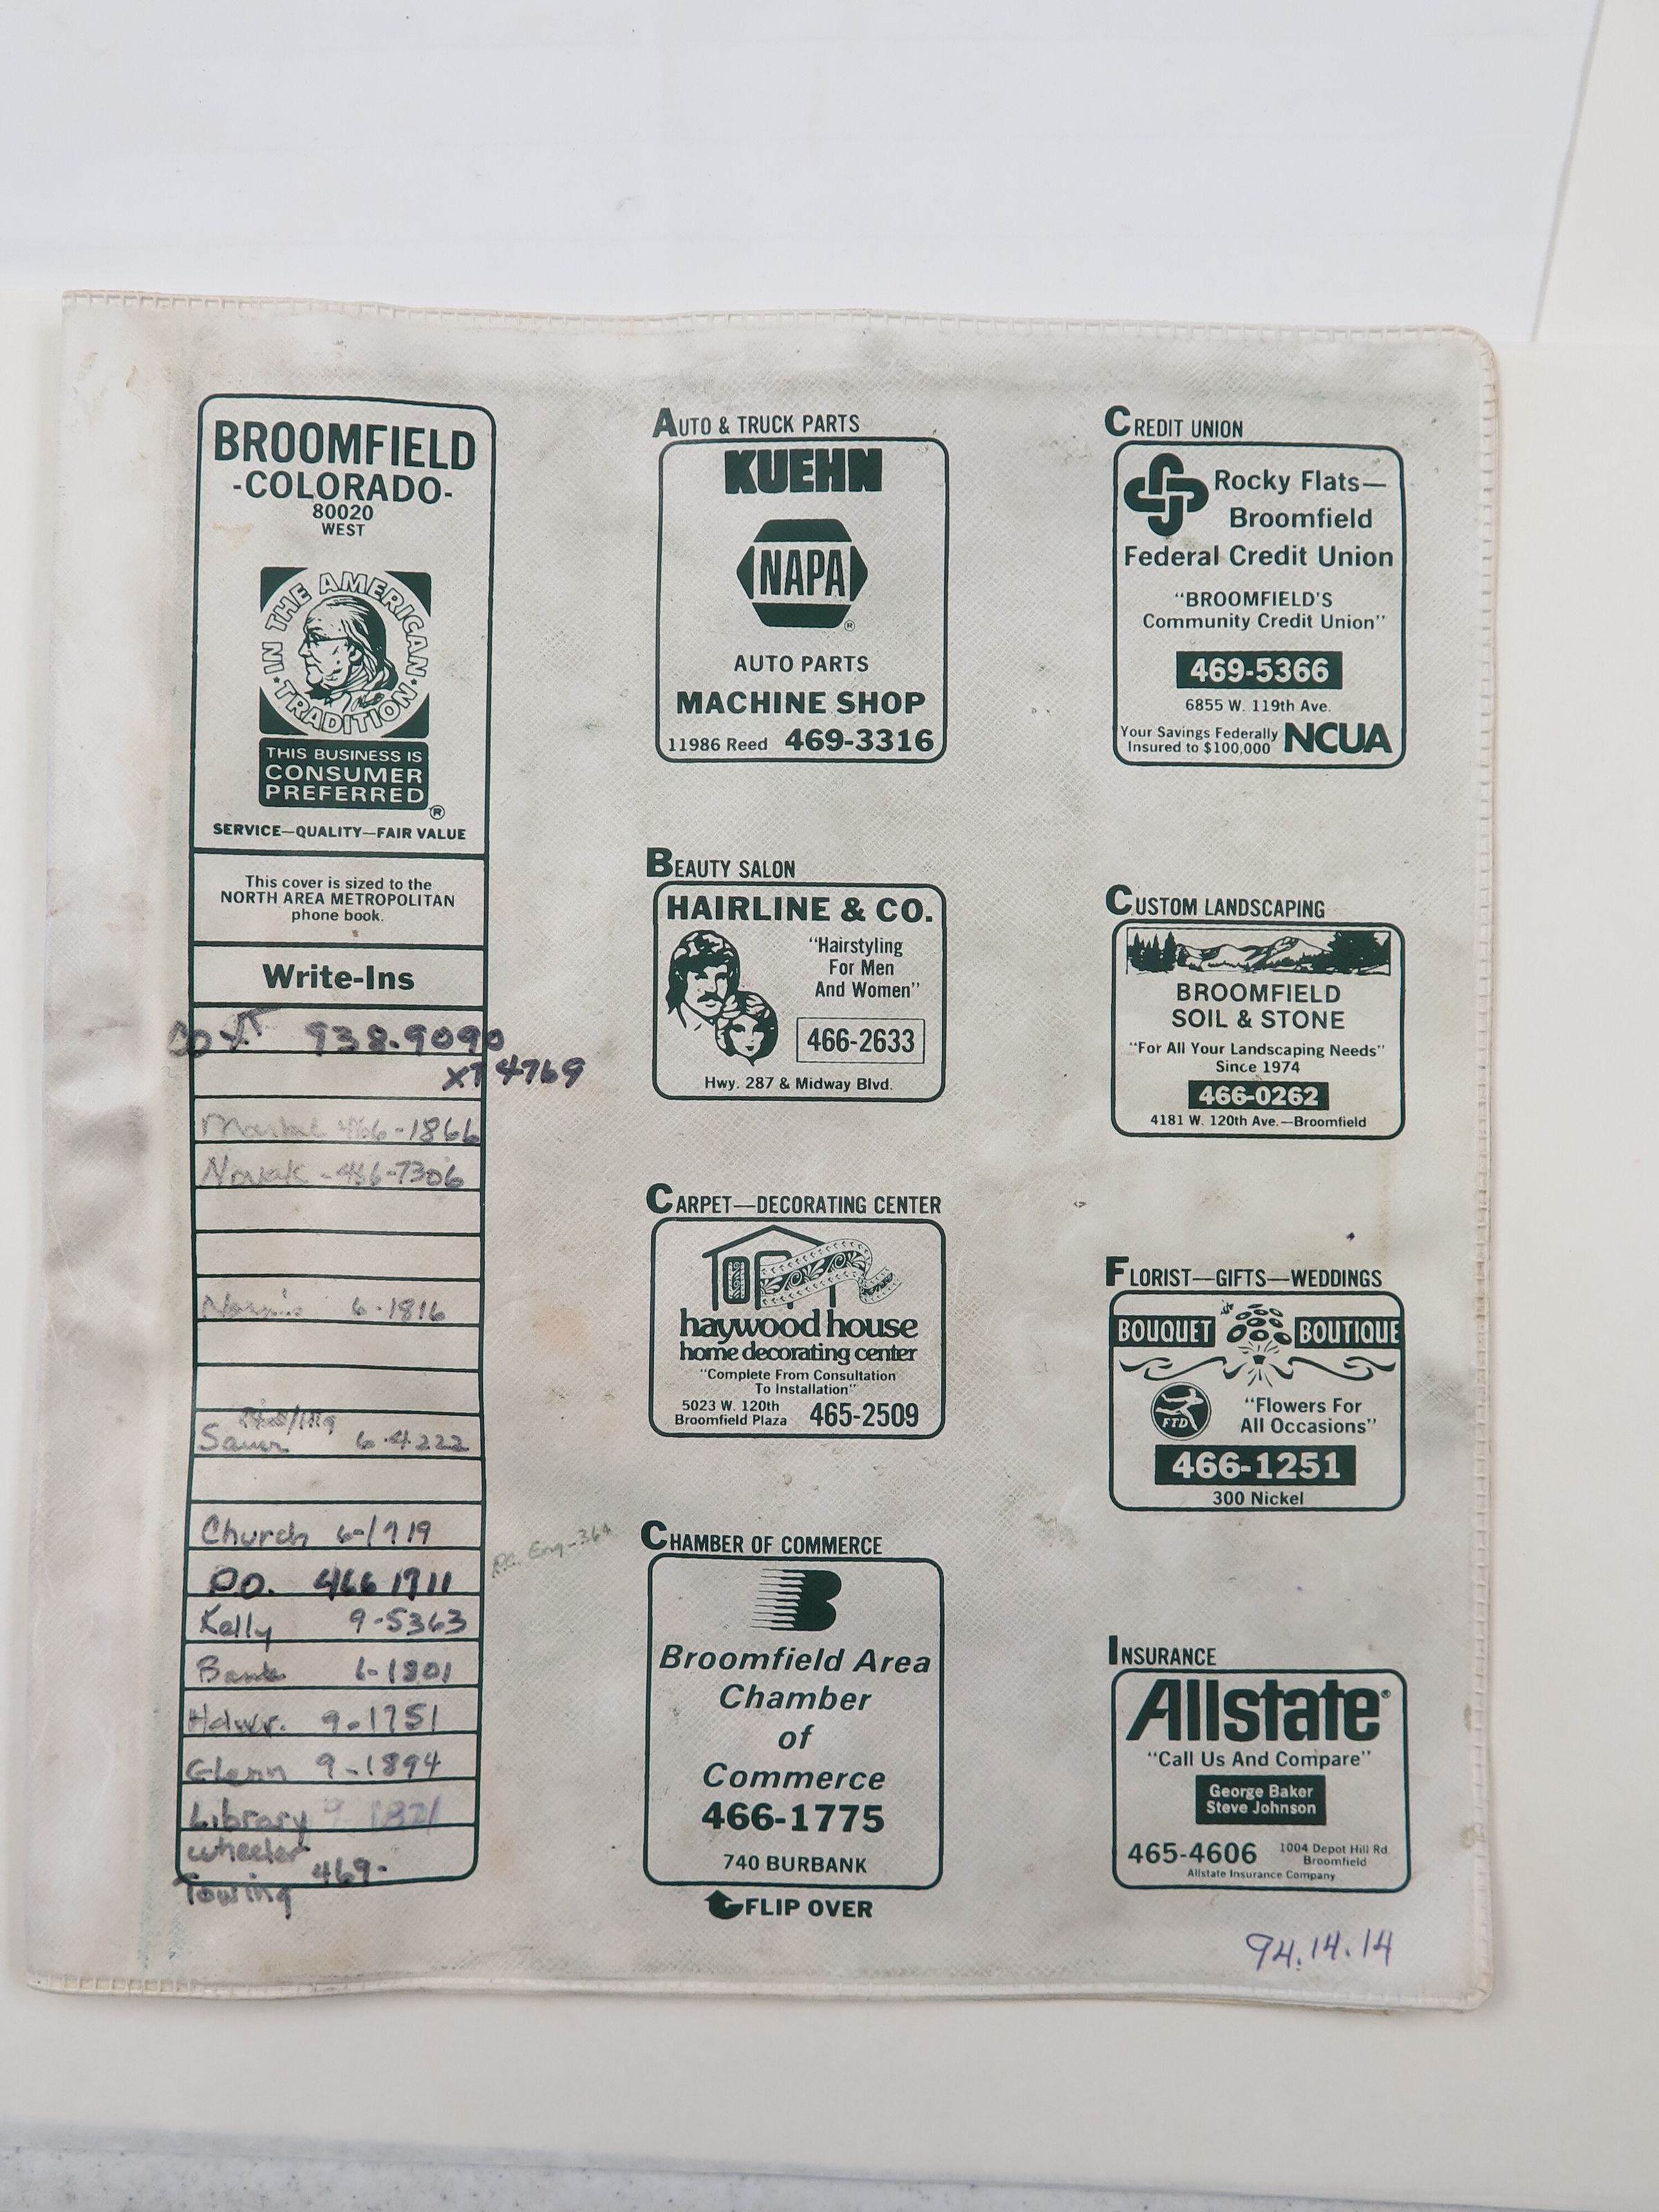 BROOMFIELD
-COLORADO-
80020
WEST
IN THE AMERICAN
TRADITION
THIS BUSINESS IS
CONSUMER
PREFERRED
®
SERVICE—QUALITY—FAIR VALUE
This cover is sized to the
NORTH AREA METROPOLITAN
phone book.
Write-Ins
938.9090
XT 4769
466-1866
Novak - 466-7306
6-1816
Sauer 6-4222
Church 6-1719
P.O. 466 1711
Kelly 9-5363
Bank 6-1801
Hdwr. 9-1751
Glenn 9-1894
Library 9-1821
Wheeler
Towing 469-
AUTO & TRUCK PARTS
KUEHN
NAPA
®
AUTO PARTS
MACHINE SHOP
11986 Reed 469-3316
BEAUTY SALON
HAIRLINE & CO.
"Hairstyling
For Men
And Women"
466-2633
Hwy. 287 & Midway Blvd.
CARPET—DECORATING CENTER
haywood house
home decorating center
"Complete From Consultation
To Installation"
5023 W. 120th
Broomfield Plaza 465-2509
Eng-364
CHAMBER OF COMMERCE
B
Broomfield Area
Chamber
of
Commerce
466-1775
740 BURBANK
FLIP OVER
CREDIT UNION
Rocky Flats—
Broomfield
Federal Credit Union
"BROOMFIELD'S
Community Credit Union"
469-5366
6855 W. 119th Ave.
Your Savings Federally
Insured to $100,000 NCUA
CUSTOM LANDSCAPING
BROOMFIELD
SOIL & STONE
"For All Your Landscaping Needs"
Since 1974
466-0262
4181 W. 120th Ave.—Broomfield
FLORIST—GIFTS—WEDDINGS
BOUQUET BOUTIQUE
FTD
"Flowers For
All Occasions"
466-1251
300 Nickel
INSURANCE
Allstate®
"Call Us And Compare"
George Baker
Steve Johnson
465-4606
1004 Depot Hill Rd.
Broomfield
Allstate Insurance Company
94.14.14